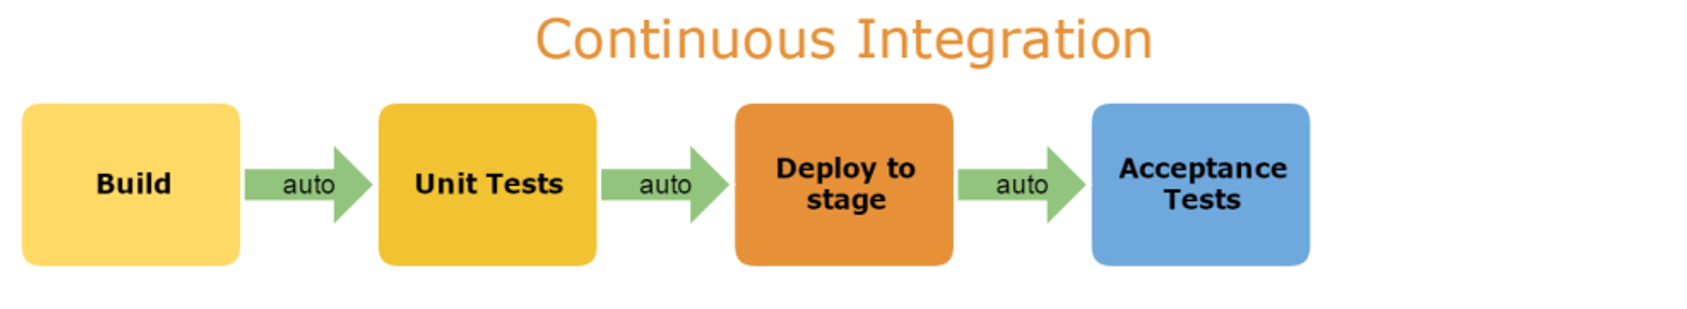 Continuous Integration
Build
auto
Unit Tests
auto
Deploy to
stage
auto
Acceptance
Tests